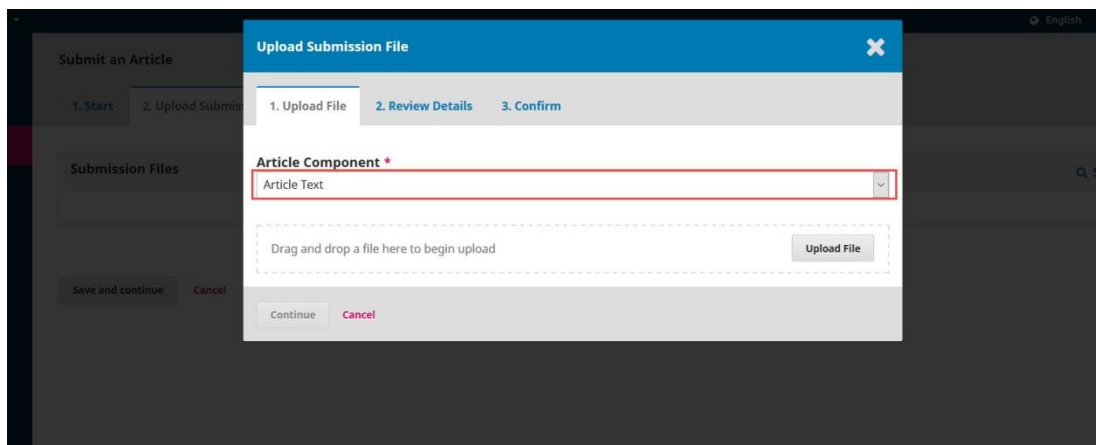 English
Upload Submission File
Submit an Article
1. Start 2. Upload Submis
1. Upload File 2. Review Details 3. Confirm
Article Component *
Submission Files
Article Text
Drag and drop a file here to begin upload Upload File
Save and continue Cancel
Continue Cancel